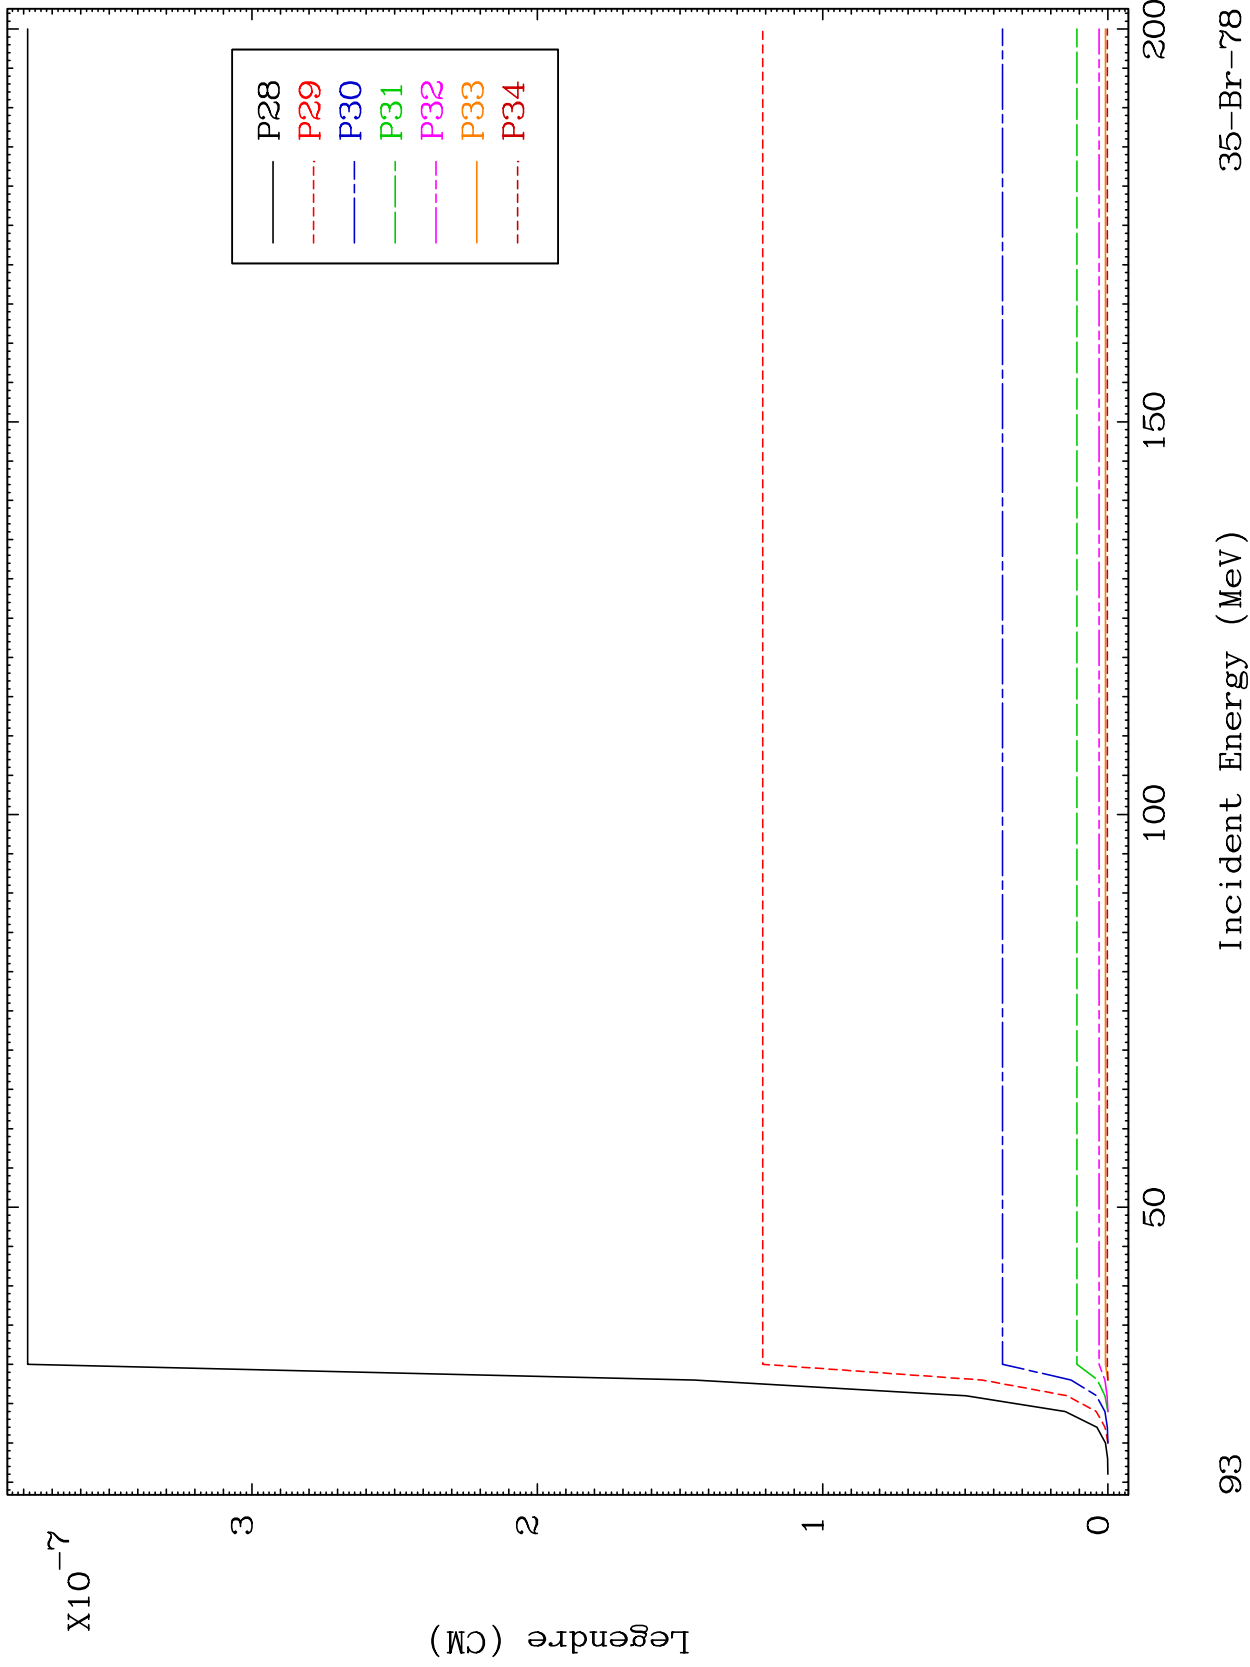 X10-7
3
2
1
0
Legendre (CM)
P28
P29
P30
P31
P32
P33
P34
50
100
150
200
Incident Energy (MeV)
93
35-Br-78